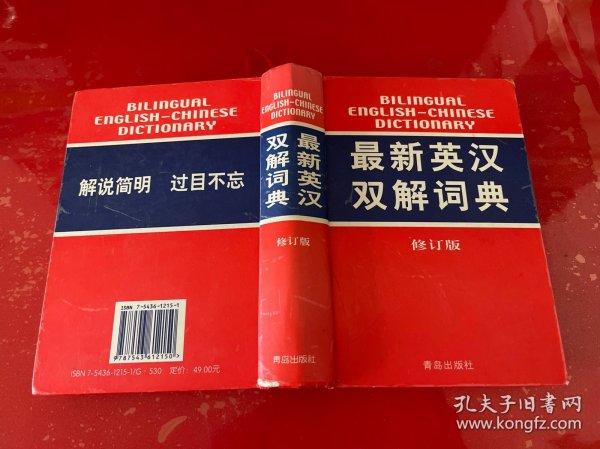 BILINGUAL
ENGLISH-CHINESE
DICTIONARY
解说简明 过目不忘
ISBN 7-5436-1215-1
9787543612150>
ISBN 7-5436-1215-1/G·530 定价:49.00元
BILINGUAL
ENGLISH-CHINESE
DICTIONARY
最新英汉
双解词典
修订版
青岛出版社
BILINGUAL
ENGLISH-CHINESE
DICTIONARY
最新英汉
双解词典
修订版
青岛出版社
孔夫子旧书网
www.kongfz.com